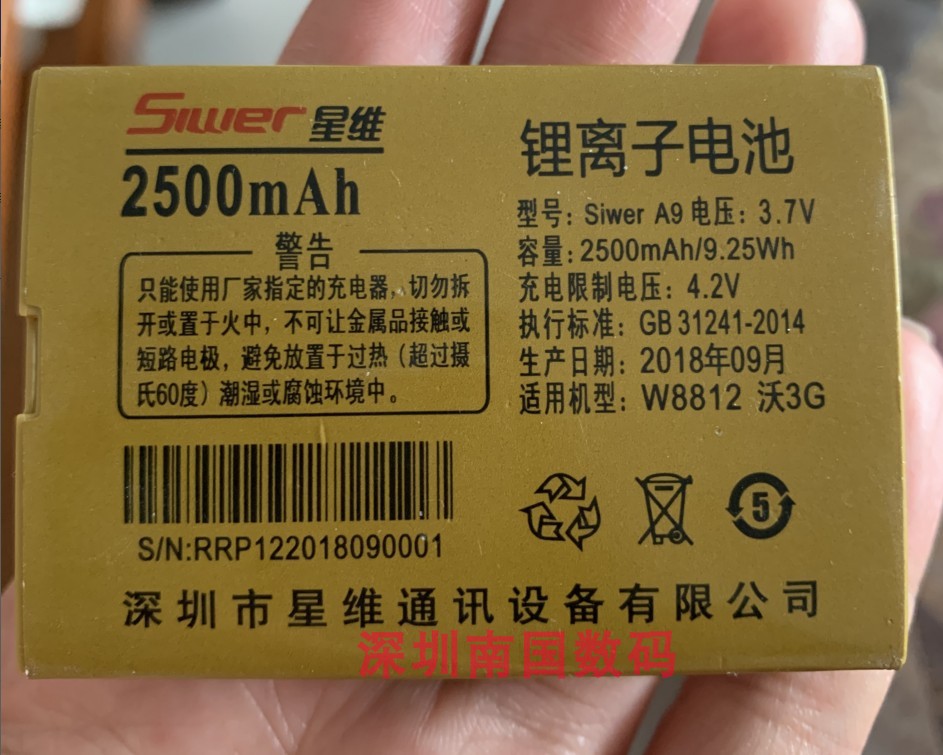 Siwer 星维
2500mAh
警告
只能使用厂家指定的充电器，切勿拆
开或置于火中，不可让金属品接触或
短路电极，避免放置于过热（超过摄
氏60度）潮湿或腐蚀环境中。
S/N:RRP122018090001
锂离子电池
型号：Siwer A9 电压：3.7V
容量：2500mAh/9.25Wh
充电限制电压：4.2V
执行标准：GB 31241-2014
生产日期：2018年09月
适用机型：W8812 沃3G
5
深圳市星维通讯设备有限公司
深圳南国数码